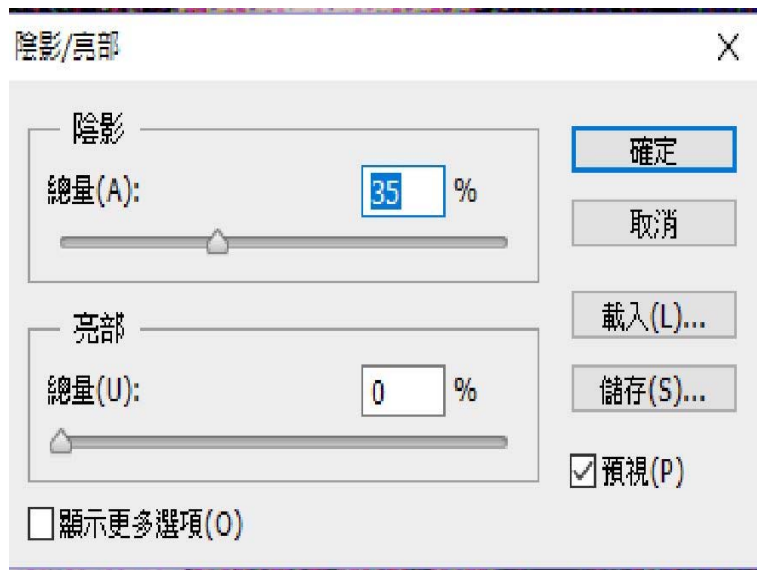 陰影/亮部
陰影
總量(A):
35 %
亮部
總量(U):
0 %
顯示更多選項(O)
確定
取消
載入(L)...
儲存(S)...
預視(P)